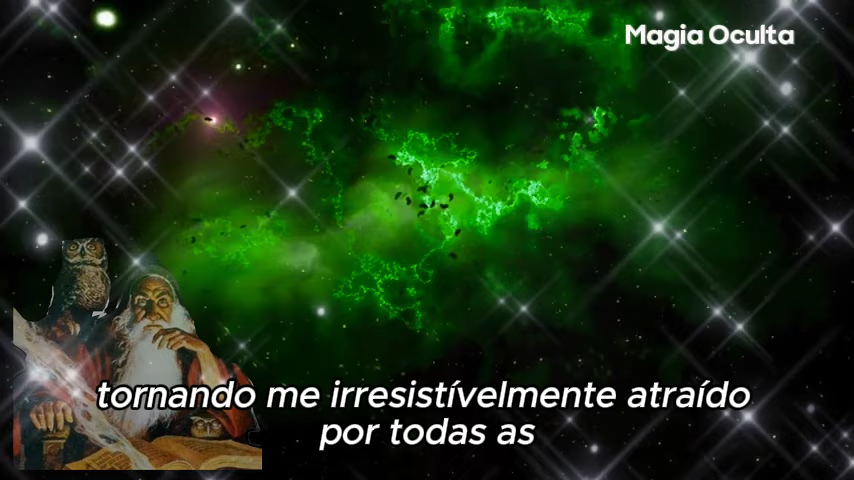 Magia Oculta
tornando me irresistívelmente atraído
por todas as